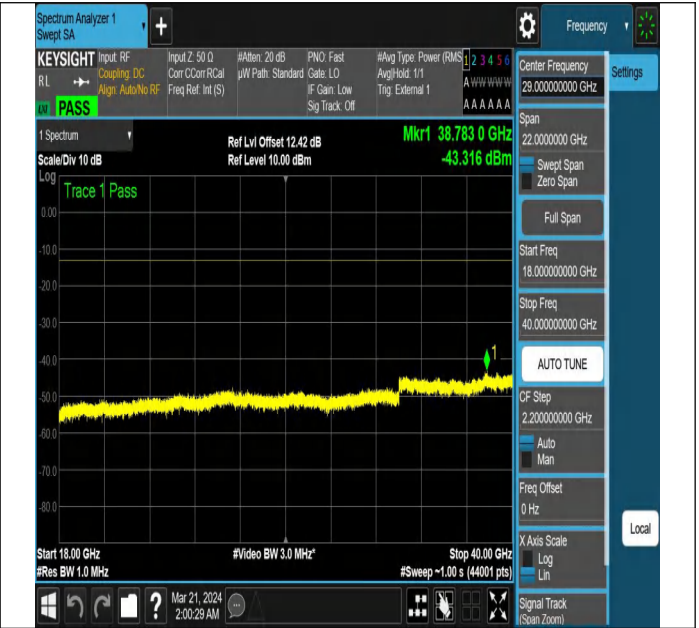 Spectrum Analyzer 1
Swept SA
+
Frequency
KEYSIGHT
RL
PASS
Input: RF
Coupling: DC
Align: Auto/No RF
Input Z: 50 Ω
Corr CCorr RCal
Freq Ref: Int (S)
#Atten: 20 dB
µW Path: Standard
PNO: Fast
Gate: LO
IF Gain: Low
Sig Track: Off
#Avg Type: Power (RMS
Avg|Hold: 1/1
Trig: External 1
1 2 3 4 5 6
A W W W W W
A A A A A A
1 Spectrum
Scale/Div 10 dB
Ref Lvl Offset 12.42 dB
Ref Level 10.00 dBm
Mkr1 38.783 0 GHz
-43.316 dBm
Log
Trace 1 Pass
0.00
-10.0
-20.0
-30.0
-40.0
-50.0
-60.0
-70.0
-80.0
1
Start 18.00 GHz
#Res BW 1.0 MHz
#Video BW 3.0 MHz*
Stop 40.00 GHz
#Sweep ~1.00 s (44001 pts)
?
Mar 21, 2024
2:00:29 AM
Center Frequency
29.000000000 GHz
Settings
Span
22.0000000 GHz
Swept Span
Zero Span
Full Span
Start Freq
18.000000000 GHz
Stop Freq
40.000000000 GHz
AUTO TUNE
CF Step
2.200000000 GHz
Auto
Man
Freq Offset
0 Hz
Local
X Axis Scale
Log
Lin
Signal Track
(Span Zoom)